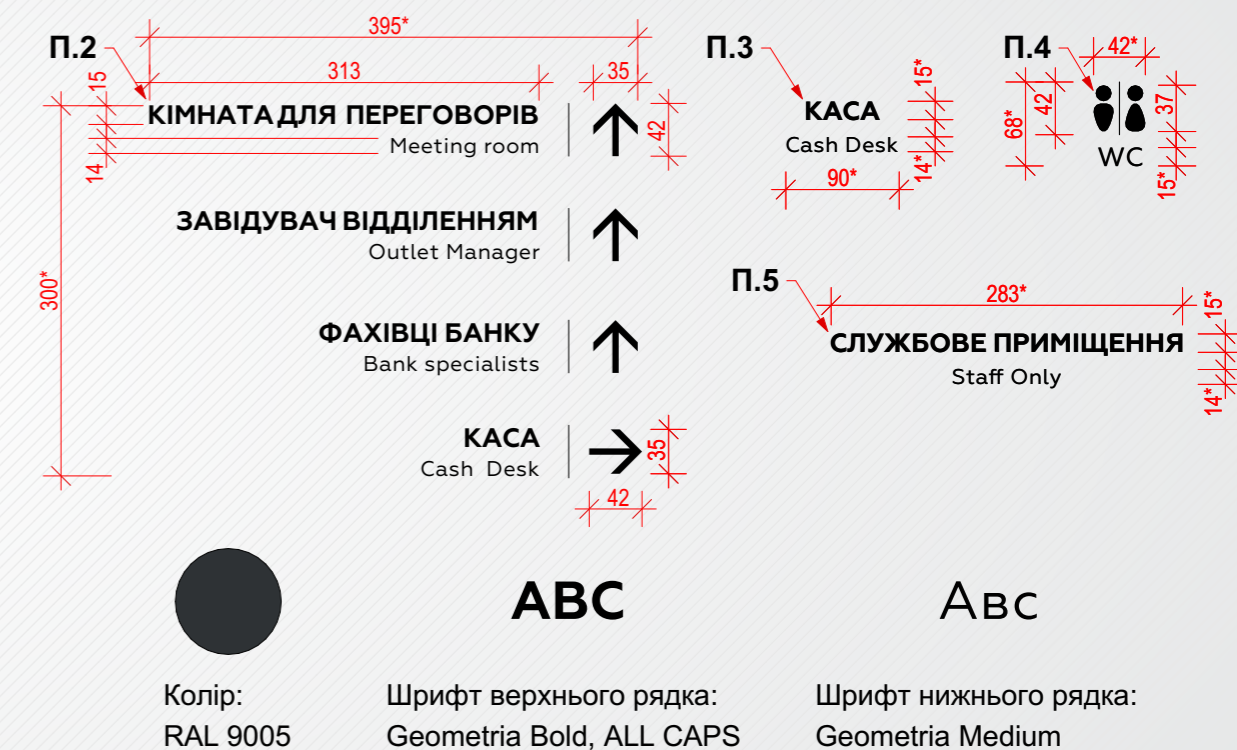 П.2
395*
313
35
15
КІМНАТА ДЛЯ ПЕРЕГОВОРІВ
Meeting room
42
14
300*
ЗАВІДУВАЧ ВІДДІЛЕННЯМ
Outlet Manager
ФАХІВЦІ БАНКУ
Bank specialists
КАСА
Cash Desk
35
42
П.3
15*
КАСА
Cash Desk
14*
90*
П.4
42*
68*
42
37
WC
15*
П.5
283*
15*
СЛУЖБОВЕ ПРИМІЩЕННЯ
Staff Only
14*
ABC
Авс
Колір:
RAL 9005
Шрифт верхнього рядка:
Geometria Bold, ALL CAPS
Шрифт нижнього рядка:
Geometria Medium